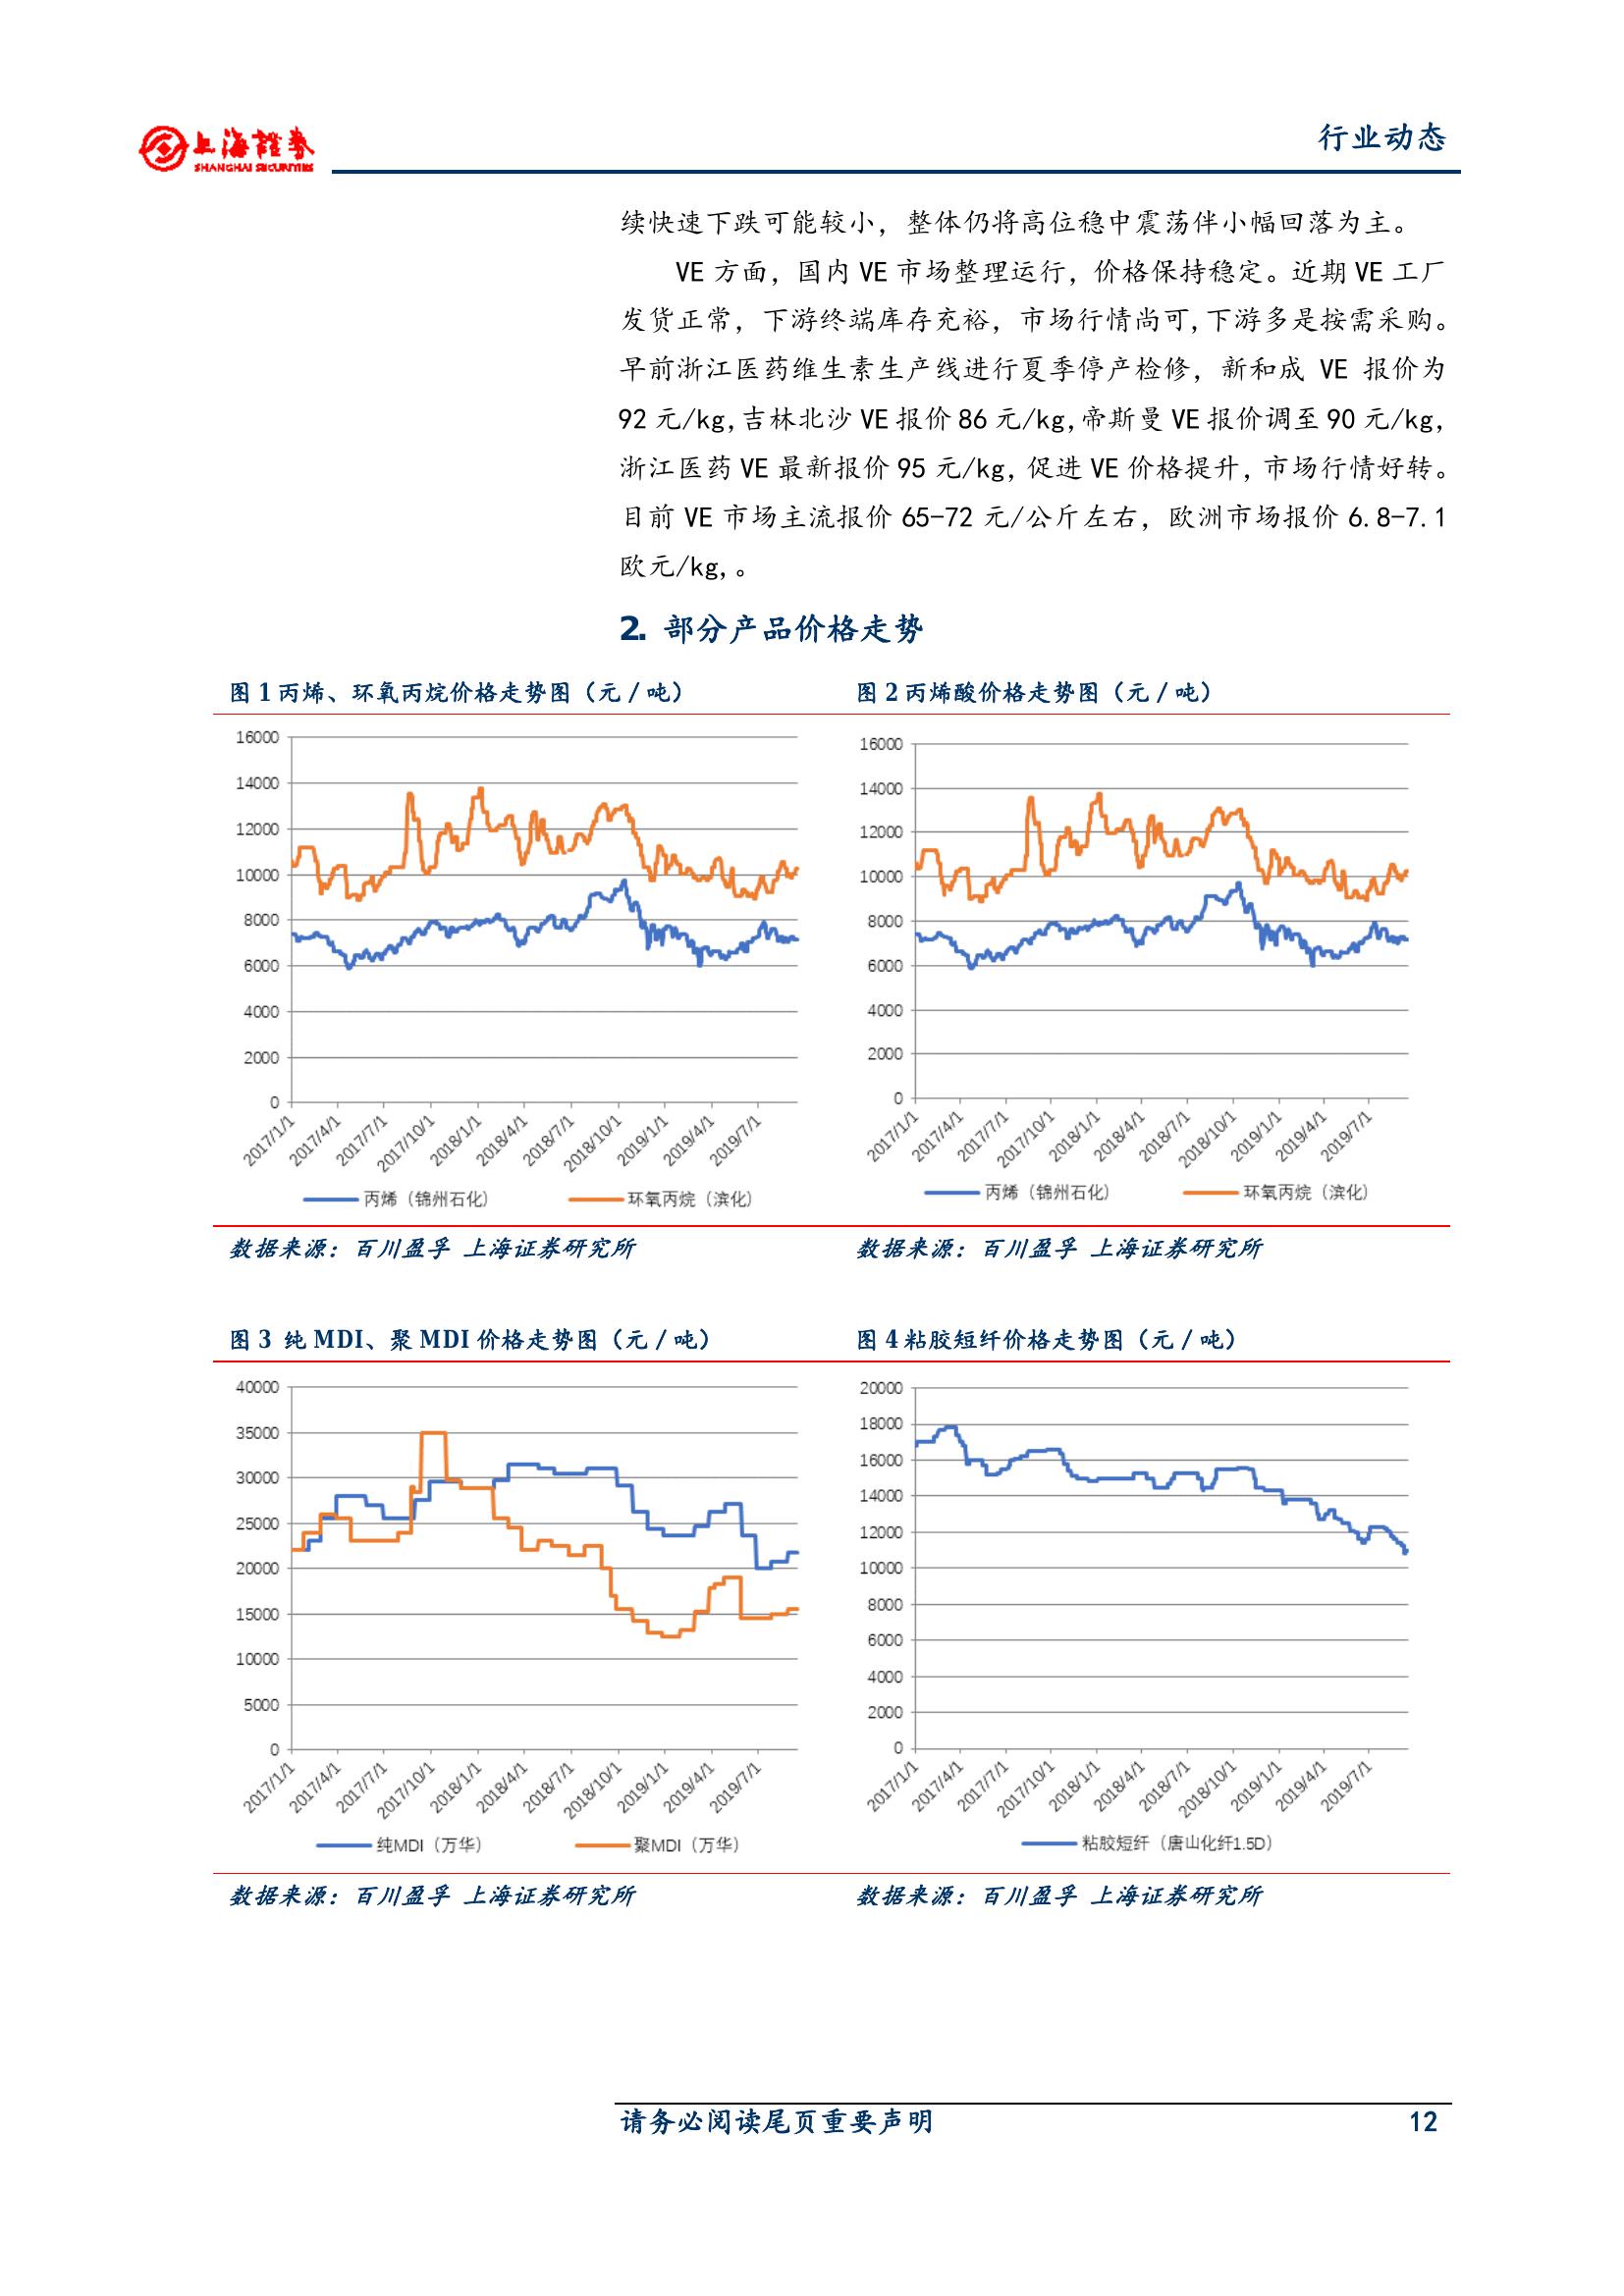 上海證券
SHANGHAI SECURITIES
行业动态
续快速下跌可能较小，整体仍将高位稳中震荡伴小幅回落为主。
VE 方面，国内 VE 市场整理运行，价格保持稳定。近期 VE 工厂
发货正常，下游终端库存充裕，市场行情尚可,下游多是按需采购。
早前浙江医药维生素生产线进行夏季停产检修，新和成 VE 报价为
92 元/kg,吉林北沙 VE 报价 86 元/kg,帝斯曼 VE 报价调至 90 元/kg,
浙江医药 VE 最新报价 95 元/kg,促进 VE 价格提升,市场行情好转。
目前 VE 市场主流报价 65-72 元/公斤左右，欧洲市场报价 6.8-7.1
欧元/kg,。
2. 部分产品价格走势
图 1 丙烯、环氧丙烷价格走势图（元 / 吨）
16000
14000
12000
10000
8000
6000
4000
2000
0
2017/1/1
2017/4/1
2017/7/1
2017/10/1
2018/1/1
2018/4/1
2018/7/1
2018/10/1
2019/1/1
2019/4/1
2019/7/1
丙烯（锦州石化）
环氧丙烷（滨化）
数据来源：百川盈孚 上海证券研究所
图 2 丙烯酸价格走势图（元 / 吨）
16000
14000
12000
10000
8000
6000
4000
2000
0
2017/1/1
2017/4/1
2017/7/1
2017/10/1
2018/1/1
2018/4/1
2018/7/1
2018/10/1
2019/1/1
2019/4/1
2019/7/1
丙烯（锦州石化）
环氧丙烷（滨化）
数据来源：百川盈孚 上海证券研究所
图 3 纯 MDI、聚 MDI 价格走势图（元 / 吨）
40000
35000
30000
25000
20000
15000
10000
5000
0
2017/1/1
2017/4/1
2017/7/1
2017/10/1
2018/1/1
2018/4/1
2018/7/1
2018/10/1
2019/1/1
2019/4/1
2019/7/1
纯MDI（万华）
聚MDI（万华）
数据来源：百川盈孚 上海证券研究所
图 4 粘胶短纤价格走势图（元 / 吨）
20000
18000
16000
14000
12000
10000
8000
6000
4000
2000
0
2017/1/1
2017/4/1
2017/7/1
2017/10/1
2018/1/1
2018/4/1
2018/7/1
2018/10/1
2019/1/1
2019/4/1
2019/7/1
粘胶短纤（唐山化纤1.5D）
数据来源：百川盈孚 上海证券研究所
请务必阅读尾页重要声明
12